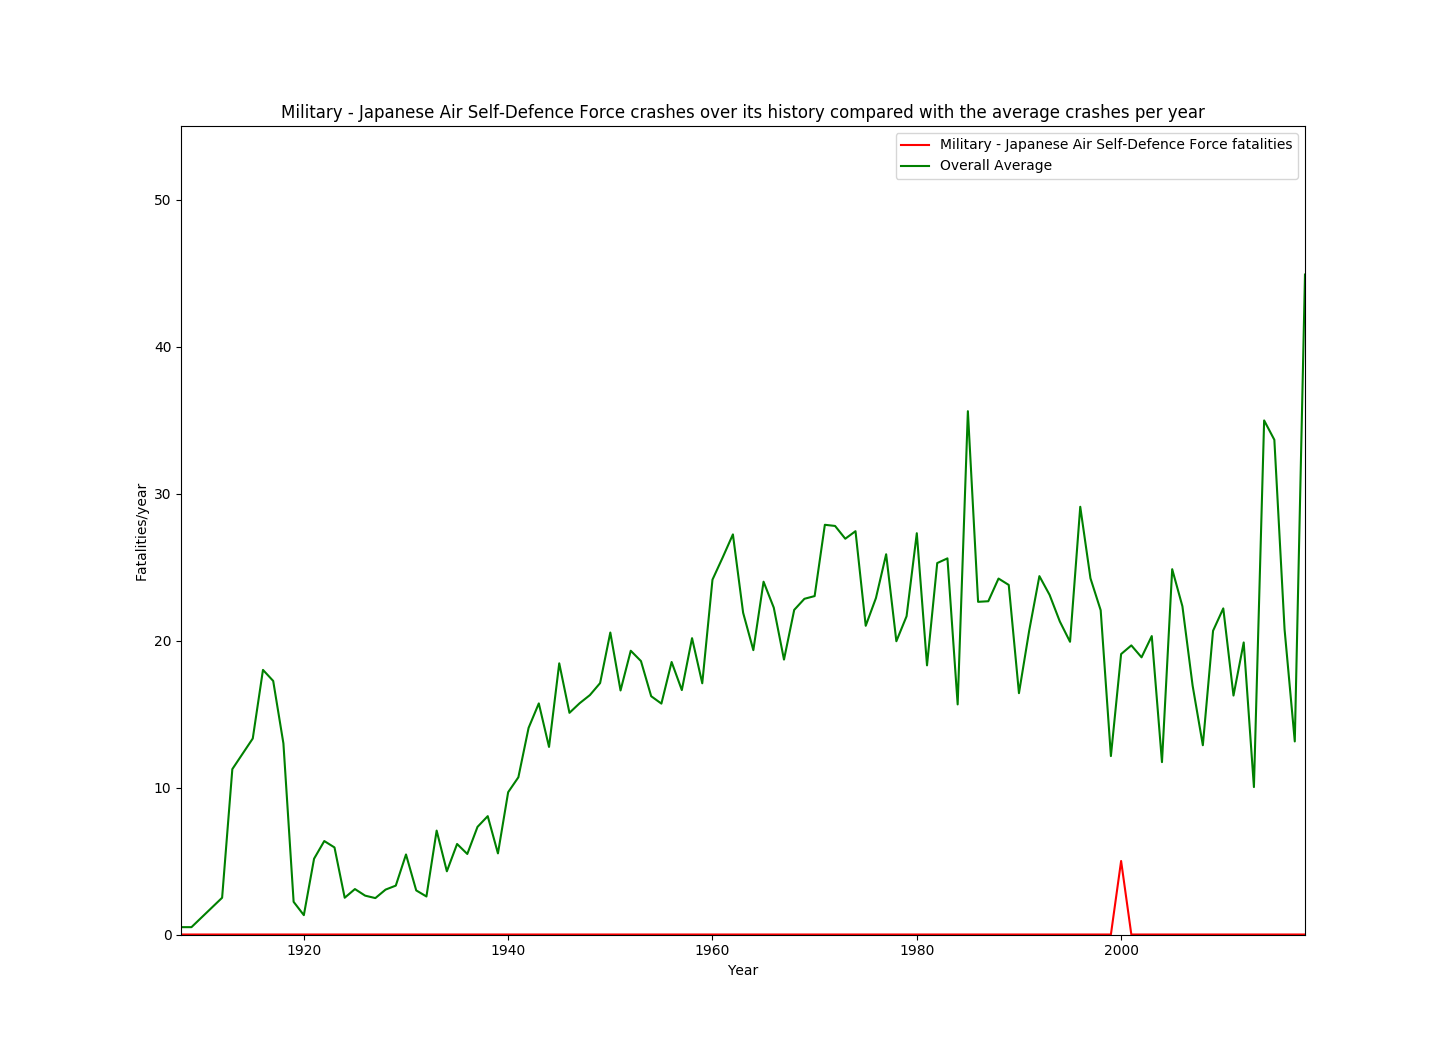 Military - Japanese Air Self-Defence Force crashes over its history compared with the average crashes per year
Military - Japanese Air Self-Defence Force fatalities
Overall Average
50
40
30
20
10
0
Fatalities/year
1920 1940 1960 1980 2000
Year